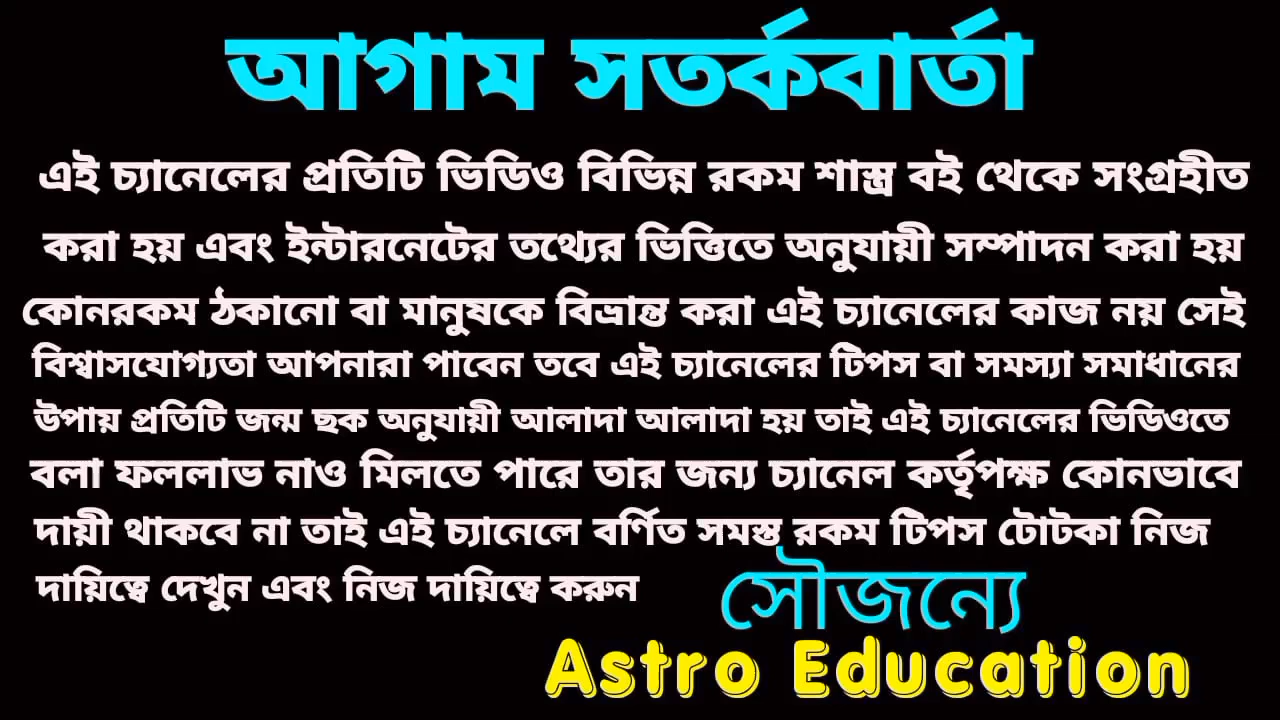 আগাম সতর্কবার্তা
এই চ্যানেলের প্রতিটি ভিডিও বিভিন্ন রকম শাস্ত্র বই থেকে সংগ্রহীত
করা হয় এবং ইন্টারনেটের তথ্যের ভিত্তিতে অনুযায়ী সম্পাদন করা হয়
কোনরকম ঠকানো বা মানুষকে বিভ্রান্ত করা এই চ্যানেলের কাজ নয় সেই
বিশ্বাসযোগ্যতা আপনারা পাবেন তবে এই চ্যানেলের টিপস বা সমস্যা সমাধানের
উপায় প্রতিটি জন্ম ছক অনুযায়ী আলাদা আলাদা হয় তাই এই চ্যানেলের ভিডিওতে
বলা ফললাভ নাও মিলতে পারে তার জন্য চ্যানেল কর্তৃপক্ষ কোনভাবে
দায়ী থাকবে না তাই এই চ্যানেলে বর্ণিত সমস্ত রকম টিপস টোটকা নিজ
দায়িত্বে দেখুন এবং নিজ দায়িত্বে করুন
সৌজন্যে
Astro Education